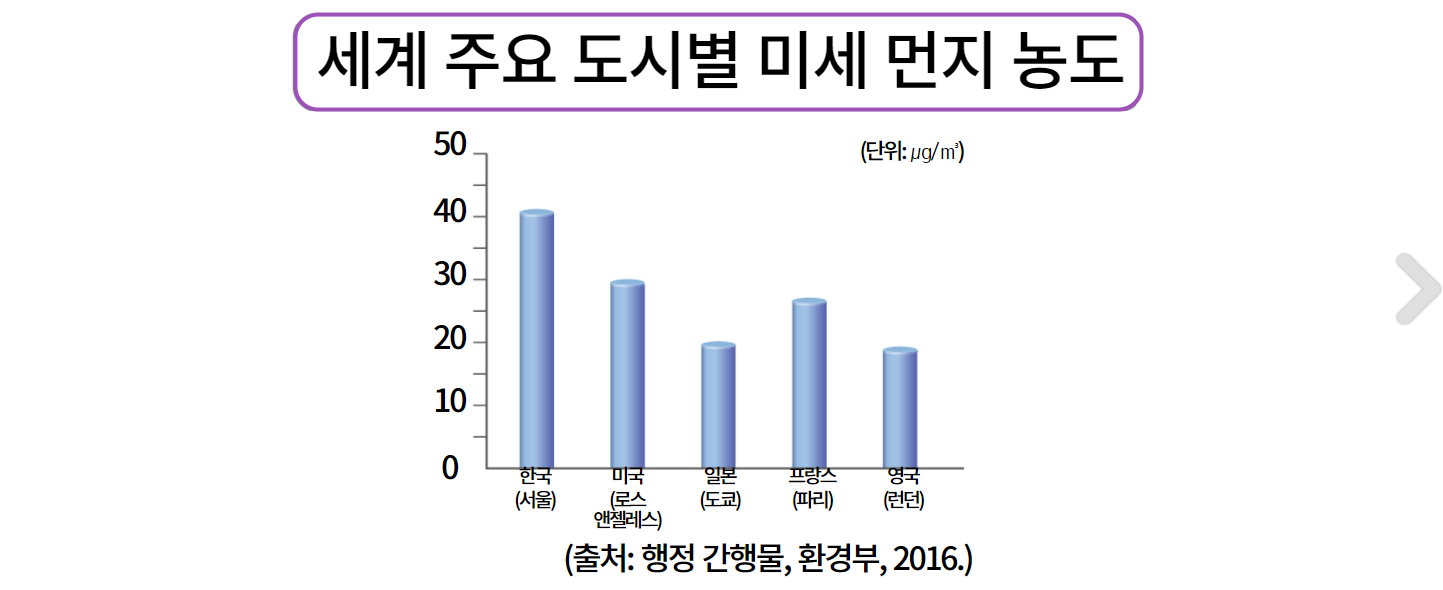 세계 주요 도시별 미세 먼지 농도
(단위: μg/㎥)
50
40
30
20
10
0
한국 미국 일본 프랑스 영국
(서울) (로스 (도쿄) (파리) (런던)
앤젤레스)
(출처: 행정 간행물, 환경부, 2016.)